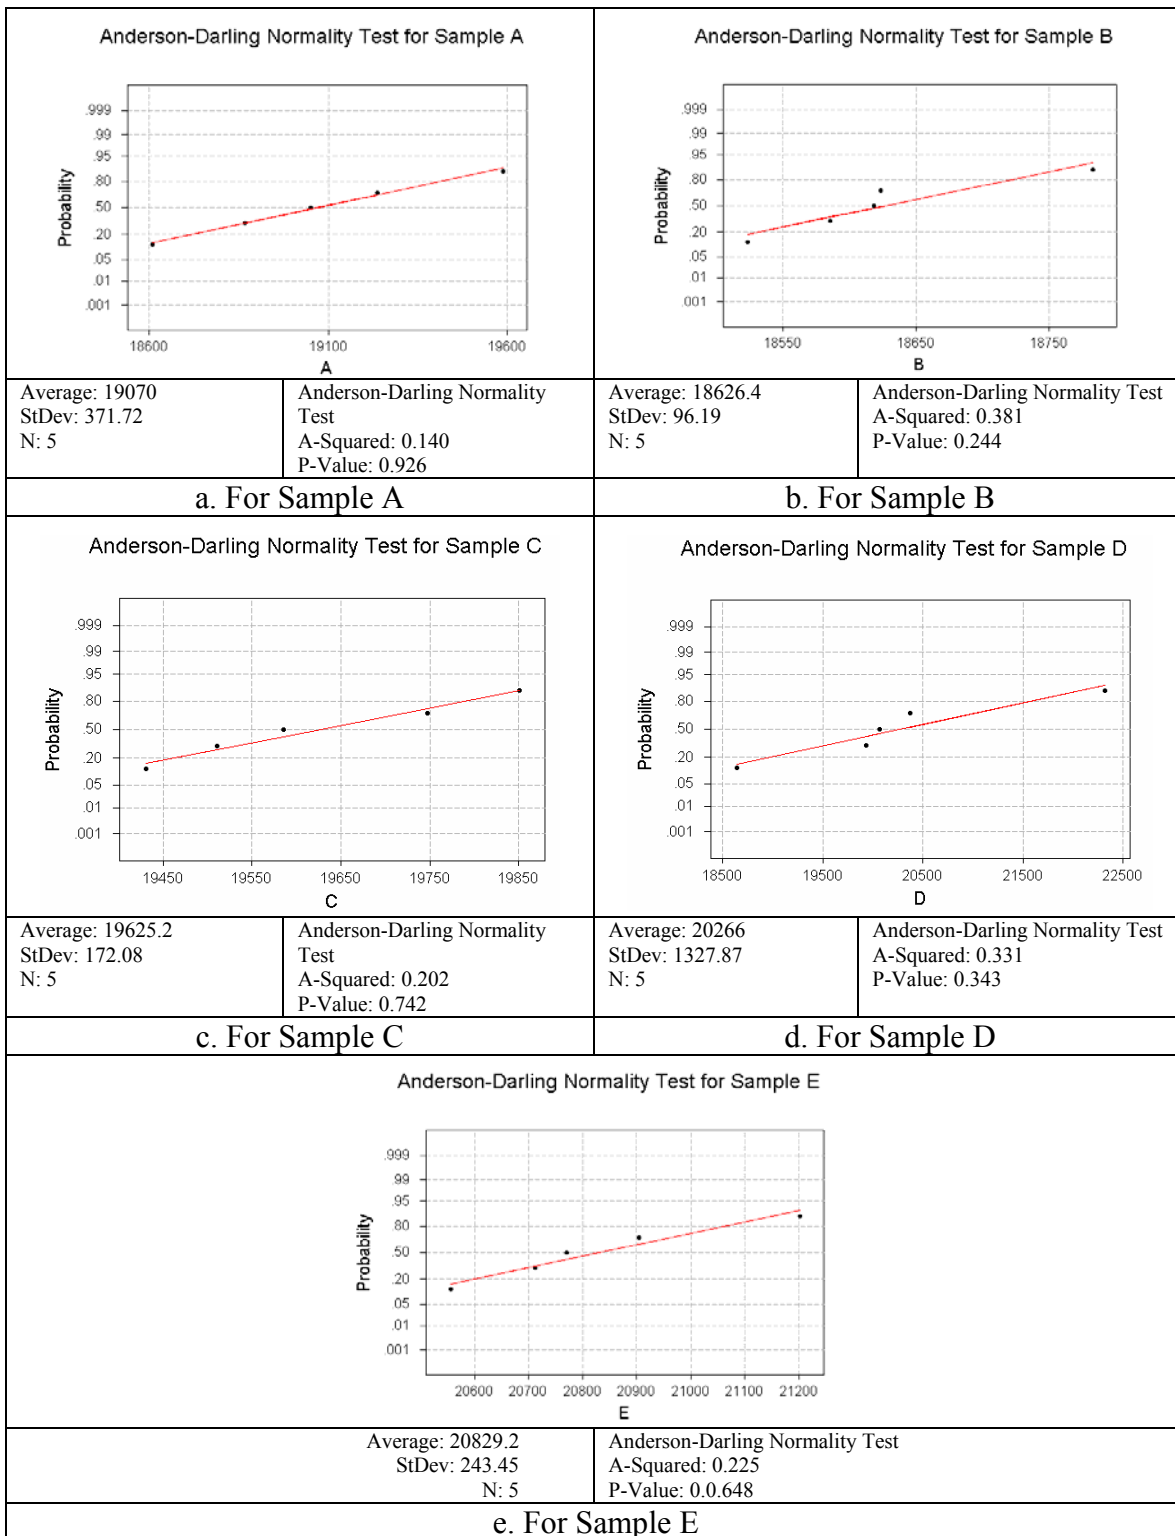 Anderson-Darling Normality Test for Sample A
Probability
.999
.99
.95
.80
.50
.20
.05
.01
.001
18600 19100 19600
A
Average: 19070
StDev: 371.72
N: 5
Anderson-Darling Normality
Test
A-Squared: 0.140
P-Value: 0.926
a. For Sample A
Anderson-Darling Normality Test for Sample B
Probability
.999
.99
.95
.80
.50
.20
.05
.01
.001
18550 18650 18750
B
Average: 18626.4
StDev: 96.19
N: 5
Anderson-Darling Normality Test
A-Squared: 0.381
P-Value: 0.244
b. For Sample B
Anderson-Darling Normality Test for Sample C
Probability
.999
.99
.95
.80
.50
.20
.05
.01
.001
19450 19550 19650 19750 19850
C
Average: 19625.2
StDev: 172.08
N: 5
Anderson-Darling Normality
Test
A-Squared: 0.202
P-Value: 0.742
c. For Sample C
Anderson-Darling Normality Test for Sample D
Probability
.999
.99
.95
.80
.50
.20
.05
.01
.001
18500 19500 20500 21500 22500
D
Average: 20266
StDev: 1327.87
N: 5
Anderson-Darling Normality Test
A-Squared: 0.331
P-Value: 0.343
d. For Sample D
Anderson-Darling Normality Test for Sample E
Probability
.999
.99
.95
.80
.50
.20
.05
.01
.001
20600 20700 20800 20900 21000 21100 21200
E
Average: 20829.2
StDev: 243.45
N: 5
Anderson-Darling Normality Test
A-Squared: 0.225
P-Value: 0.0.648
e. For Sample E